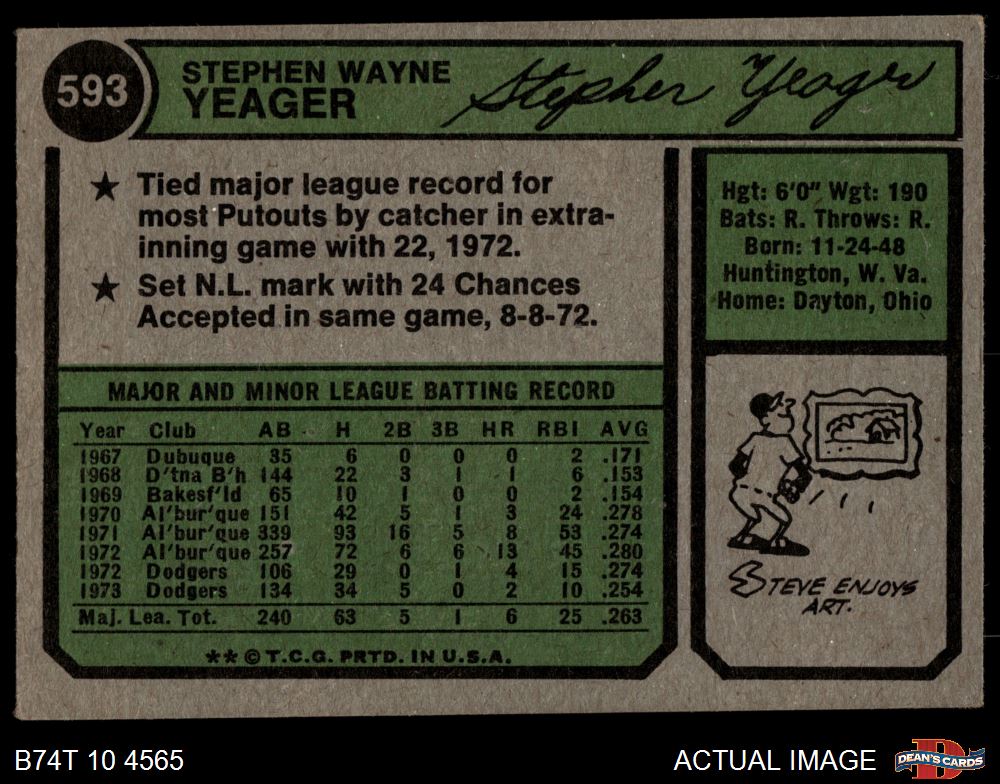 593
STEPHEN WAYNE
YEAGER
Stephen Yeager
★ Tied major league record for
most Putouts by catcher in extra-
inning game with 22, 1972.
★ Set N.L. mark with 24 Chances
Accepted in same game, 8-8-72.
Hgt: 6'0" Wgt: 190
Bats: R. Throws: R.
Born: 11-24-48
Huntington, W. Va.
Home: Dayton, Ohio
MAJOR AND MINOR LEAGUE BATTING RECORD
Year Club AB H 2B 3B HR RBI AVG
1967 Dubuque 35 6 0 0 0 2 .171
1968 D'tna B'h 144 22 3 1 1 6 .153
1969 Bakesf'ld 65 10 1 0 0 2 .154
1970 Al'bur'que 151 42 5 1 3 24 .278
1971 Al'bur'que 339 93 16 5 8 53 .274
1972 Al'bur'que 257 72 6 6 13 45 .280
1972 Dodgers 106 29 0 1 4 15 .274
1973 Dodgers 134 34 5 0 2 10 .254
Maj. Lea. Tot. 240 63 5 1 6 25 .263
** © T.C.G. PRTD. IN U.S.A.
STEVE ENJOYS
ART.
B74T 10 4565
ACTUAL IMAGE
DEAN'S CARDS